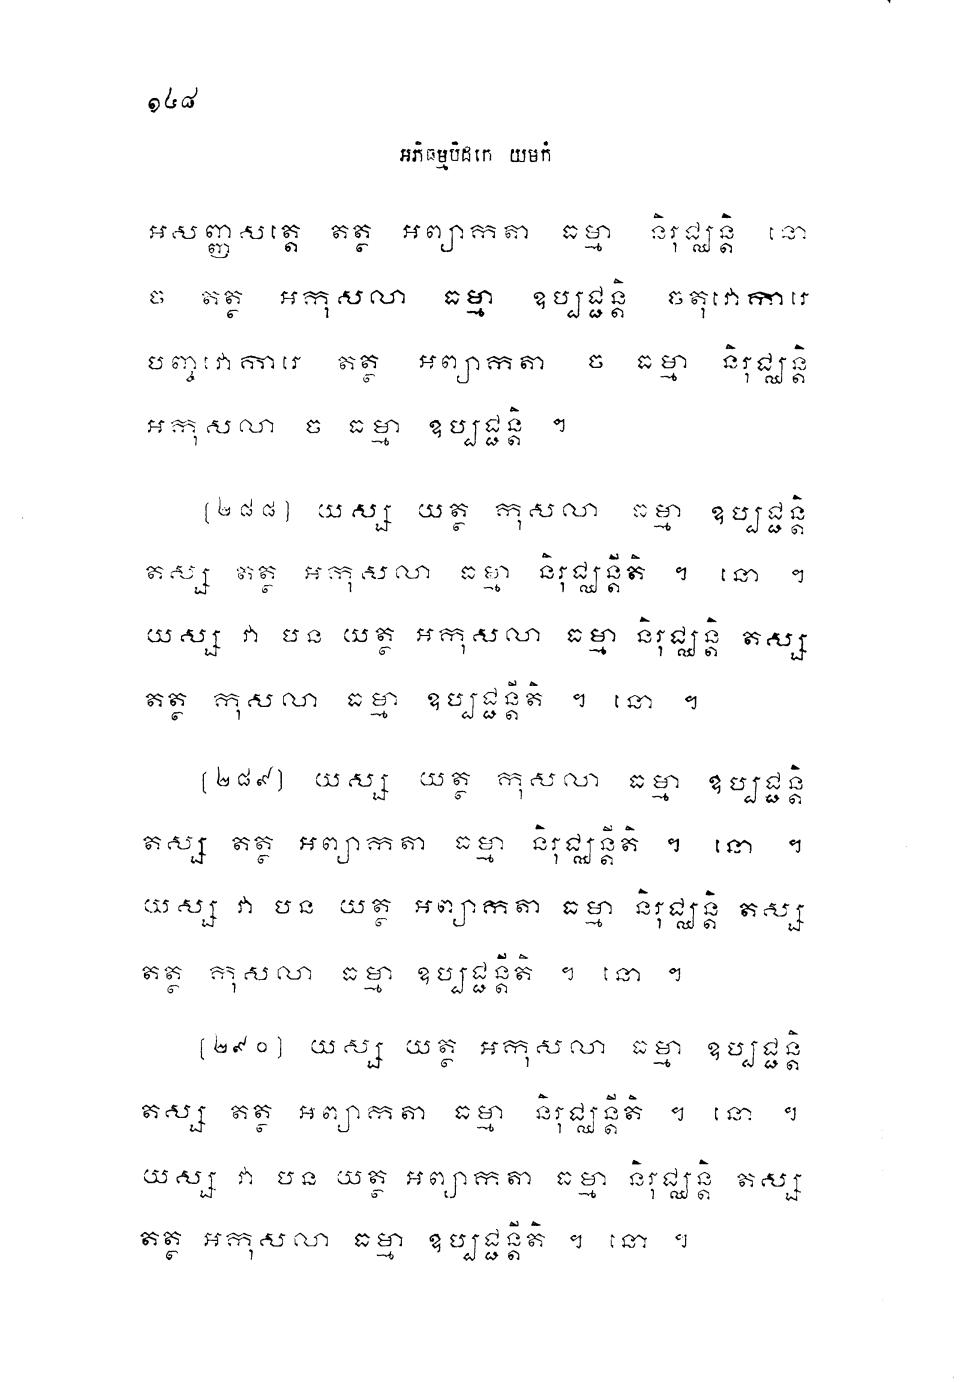 ១៤៨
អភិធម្មបិដកេ យមកំ
អសញ្ញសត្តេ តត្ថ អព្យាកតា ធម្មា និរុជ្ឈន្តិ នោ
ច តត្ថ អកុសលា ធម្មា ឧប្បជ្ជន្តិ ចតុវោការេ
បញ្ចវោការេ តត្ថ អព្យាកតា ច ធម្មា និរុជ្ឈន្តិ
អកុសលា ច ធម្មា ឧប្បជ្ជន្តិ ។
(២៨៨) យស្ស យត្ថ កុសលា ធម្មា ឧប្បជ្ជន្តិ
តស្ស តត្ថ អកុសលា ធម្មា និរុជ្ឈន្តីតិ ។ នោ ។
យស្ស វា បន យត្ថ អកុសលា ធម្មា និរុជ្ឈន្តិ តស្ស
តត្ថ កុសលា ធម្មា ឧប្បជ្ជន្តីតិ ។ នោ ។
(២៨៩) យស្ស យត្ថ កុសលា ធម្មា ឧប្បជ្ជន្តិ
តស្ស តត្ថ អព្យាកតា ធម្មា និរុជ្ឈន្តីតិ ។ នោ ។
យស្ស វា បន យត្ថ អព្យាកតា ធម្មា និរុជ្ឈន្តិ តស្ស
តត្ថ កុសលា ធម្មា ឧប្បជ្ជន្តីតិ ។ នោ ។
(២៩០) យស្ស យត្ថ អកុសលា ធម្មា ឧប្បជ្ជន្តិ
តស្ស តត្ថ អព្យាកតា ធម្មា និរុជ្ឈន្តីតិ ។ នោ ។
យស្ស វា បន យត្ថ អព្យាកតា ធម្មា និរុជ្ឈន្តិ តស្ស
តត្ថ អកុសលា ធម្មា ឧប្បជ្ជន្តីតិ ។ នោ ។